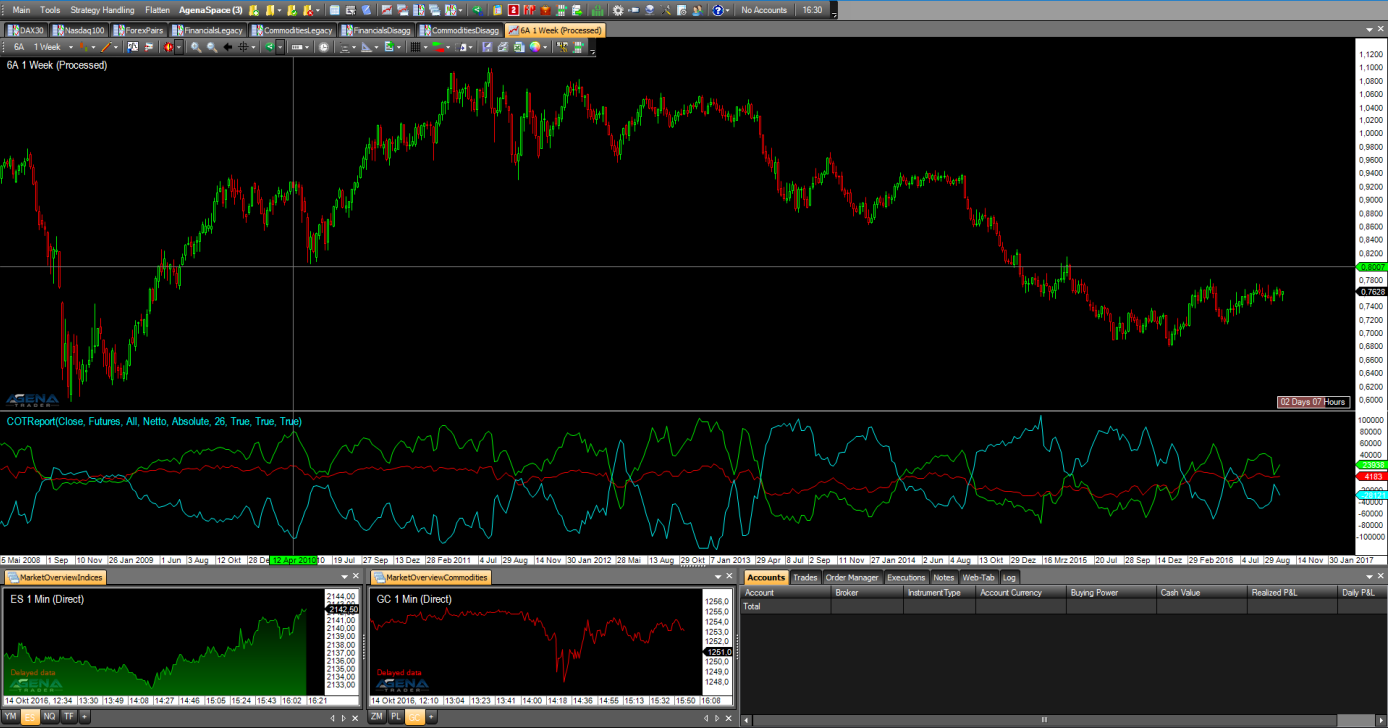 Main Tools Strategy Handling Flatten AgenaSpace (3) No Accounts 16:30
DAX30 Nasdaq100 ForexPairs FinancialsLegacy CommoditiesLegacy FinancialsDisagg CommoditiesDisagg 6A 1 Week (Processed)
6A 1 Week
6A 1 Week (Processed)
1,1200
1,1000
1,0800
1,0600
1,0400
1,0200
1,0000
0,9800
0,9600
0,9400
0,9200
0,9000
0,8800
0,8600
0,8400
0,8200
0,8007
0,7800
0,7628
0,7400
0,7200
0,7000
0,6800
0,6600
0,6400
0,6200
0,6000
AGENA
TRADER
02 Days 07 Hours
COTReport(Close, Futures, All, Netto, Absolute, 26, True, True, True)
100000
80000
60000
40000
23938
4183
-40000
-60000
-80000
-100000
5 Mai 2008 1 Sep 10 Nov 26 Jan 2009 1 Jun 3 Aug 12 Okt 28 De 12 Apr 2010 19 Jul 27 Sep 13 Dez 28 Feb 2011 4 Jul 29 Aug 14 Nov 30 Jan 2012 28 Mai 13 Aug 29 Okt 7 Jan 2013 29 Apr 8 Jul 2 Sep 11 Nov 27 Jan 2014 2 Jun 4 Aug 13 Okt 29 Dez 16 Mrz 2015 20 Jul 28 Sep 14 Dez 29 Feb 2016 4 Jul 29 Aug 14 Nov 30 Jan 2017
MarketOverviewIndices
ES 1 Min (Direct)
2144,00
2142,50
2141,00
2140,00
2139,00
2138,00
2137,00
2136,00
2135,00
2134,00
2133,00
Delayed data
AGENA
TRADER
14 Okt 2016, 12:34 13:30 13:49 14:08 14:27 14:46 15:05 15:24 15:43 16:02 16:21
YM ES NQ TF +
MarketOverviewCommodities
GC 1 Min (Direct)
1256,0
1255,0
1254,0
1253,0
1252,0
1251,0
1250,0
1249,0
1248,0
Delayed data
AGENA
TRADER
14 Okt 2016, 12:10 13:04 13:23 13:41 14:00 14:18 14:36 14:55 15:13 15:32 15:50 16:08
ZM PL GC +
Accounts Trades Order Manager Executions Notes Web-Tab Log
Account Broker InstrumentType Account Currency Buying Power Cash Value Realized P&L Daily P&L
Total